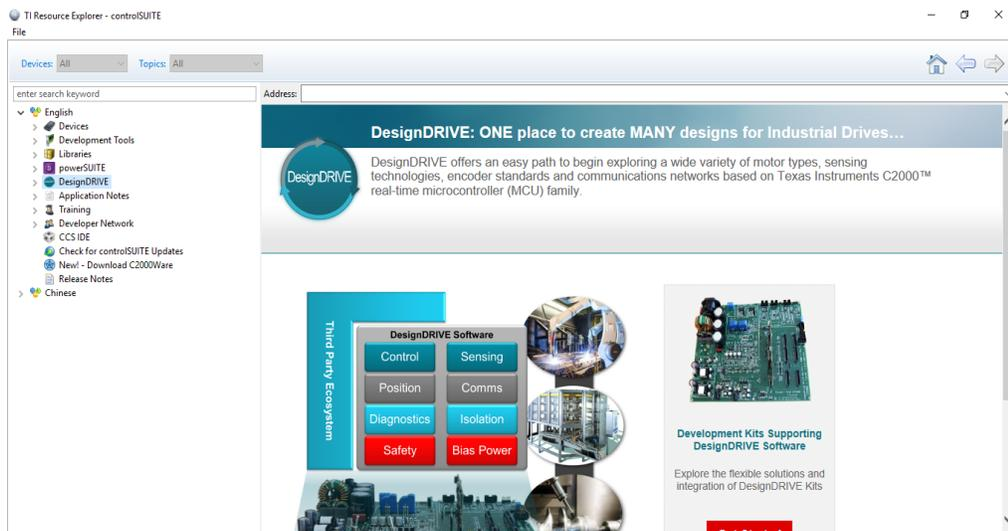 TI Resource Explorer - controlSUITE
File
Devices: All Topics: All
enter search keyword
Address:
English
Devices
Development Tools
Libraries
powerSUITE
DesignDRIVE
Application Notes
Training
Developer Network
CCS IDE
Check for controlSUITE Updates
New! - Download C2000Ware
Release Notes
Chinese
DesignDRIVE: ONE place to create MANY designs for Industrial Drives...
DesignDRIVE
DesignDRIVE offers an easy path to begin exploring a wide variety of motor types, sensing
technologies, encoder standards and communications networks based on Texas Instruments C2000™
real-time microcontroller (MCU) family.
Third Party Ecosystem
DesignDRIVE Software
Control Sensing
Position Comms
Diagnostics Isolation
Safety Bias Power
Development Kits Supporting
DesignDRIVE Software
Explore the flexible solutions and
integration of DesignDRIVE Kits